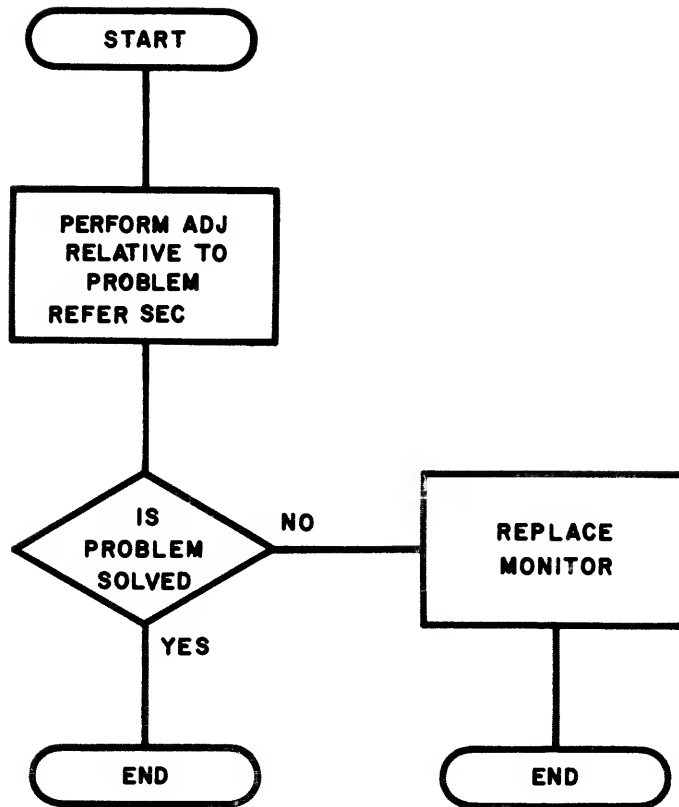 START
PERFORM ADJ
RELATIVE TO
PROBLEM
REFER SEC
IS
PROBLEM
SOLVED
NO
REPLACE
MONITOR
YES
END
END